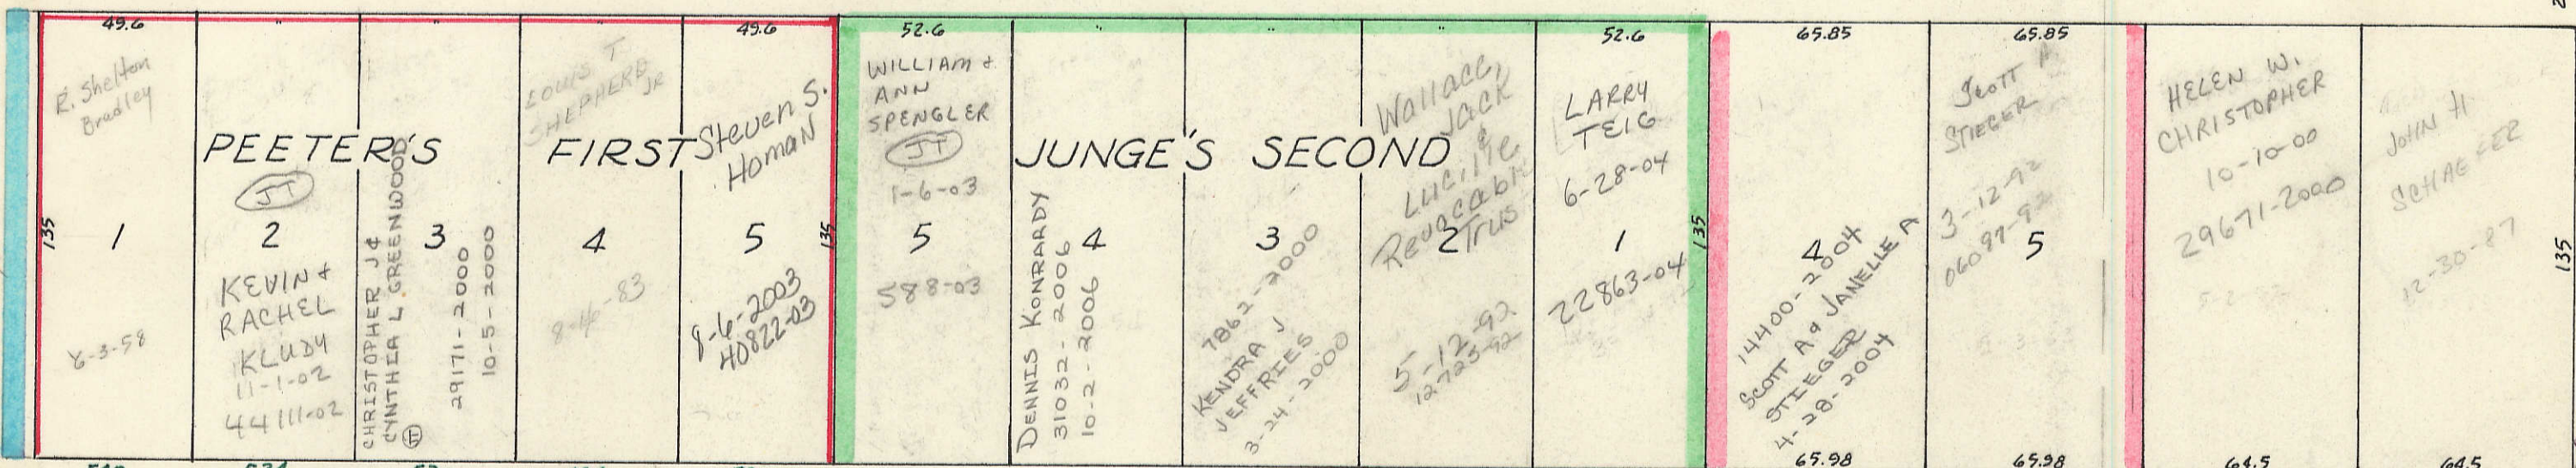 49.6
"
"
"
49.6
52.6
"
"
"
52.6
65.85
65.85
PEETER'S FIRST
JUNGE'S SECOND
135
R. Shelton
Bradley
1
8-3-58
JT
2
KEVIN &
RACHEL
KLUDY
11-1-02
44111-02
CHRISTOPHER J &
CYNTHIA L GREENWOOD
JT
3
29171-2000
10-5-2000
LOUIS T
SHEPHERD
JR
4
83
Steven S.
Homan
5
135
8-6-2003
40822-03
WILLIAM &
ANN
SPENGLER
JT
1-6-03
5
588-03
DENNIS KONRARDY
31032-2006
10-2-2006
4
3
7862-2000
KENDRA J
JEFFRIES
3-24-2000
Wallace,
JACK
&
Lucille
Revocable
Trus
2
5-12-92
12723-92
LARRY
TEIG
6-28-04
1
22863-04
135
4
14400-2004
SCOTT A & JANELLE A
STIEGER
4-28-2004
65.98
Scott A
STIEGER
3-12-92
06087-92
5
65.98
HELEN W.
CHRISTOPHER
10-10-00
29671-2000
64.5
JOHN H
SCHAEFER
12-30-87
135
64.5